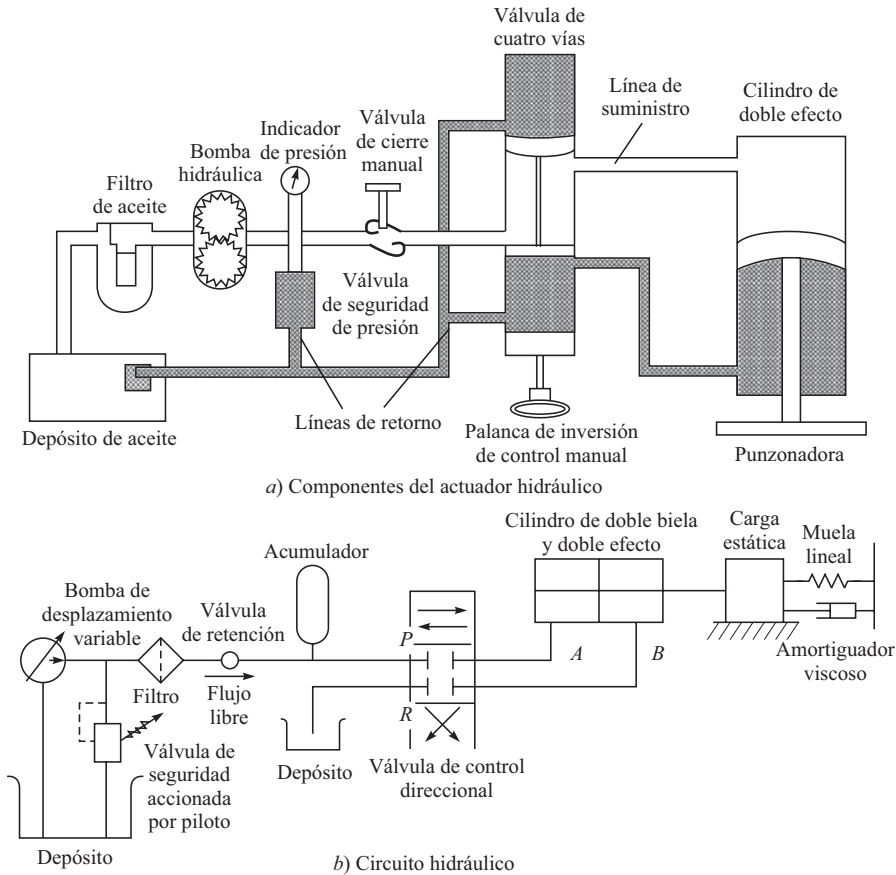 Válvula de
cuatro vías
Línea de
suministro
Cilindro de
doble efecto
Válvula
de cierre
manual
Indicador
de presión
Bomba
hidráulica
Filtro
de aceite
Válvula
de seguridad
de presión
Líneas de retorno
Depósito de aceite
Palanca de inversión
de control manual
Punzonadora
a) Componentes del actuador hidráulico
Cilindro de doble biela
y doble efecto
Carga
estática
Muela
lineal
Acumulador
Bomba de
desplazamiento
variable
Válvula
de retención
P
A
B
Amortiguador
viscoso
Filtro
Flujo
libre
R
Válvula de
seguridad
accionada
por piloto
Depósito
Válvula de control
direccional
Depósito
b) Circuito hidráulico